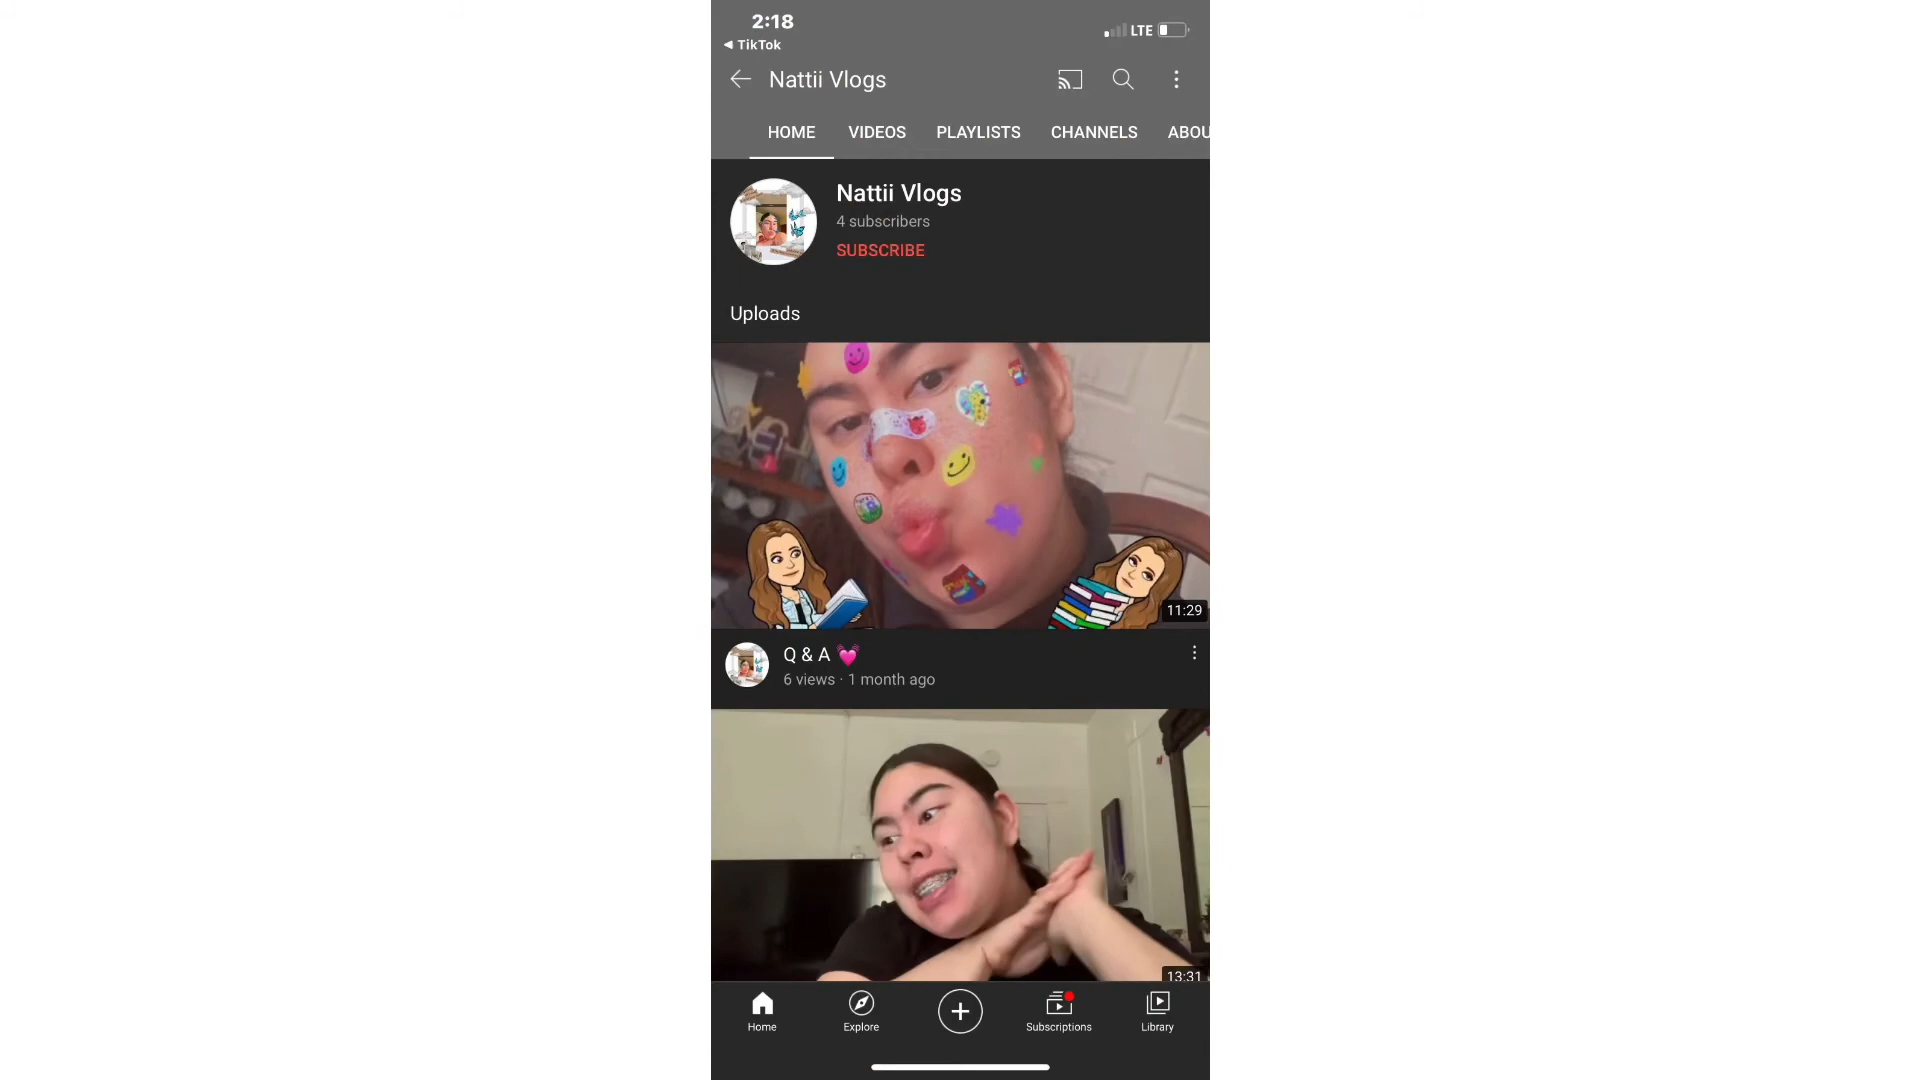 2:18
LTE
◀ TikTok
Nattii Vlogs
HOME VIDEOS PLAYLISTS CHANNELS ABOU
Nattii Vlogs
4 subscribers
SUBSCRIBE
Uploads
11:29
Q & A 💓
6 views · 1 month ago
13:31
Home Explore Subscriptions Library